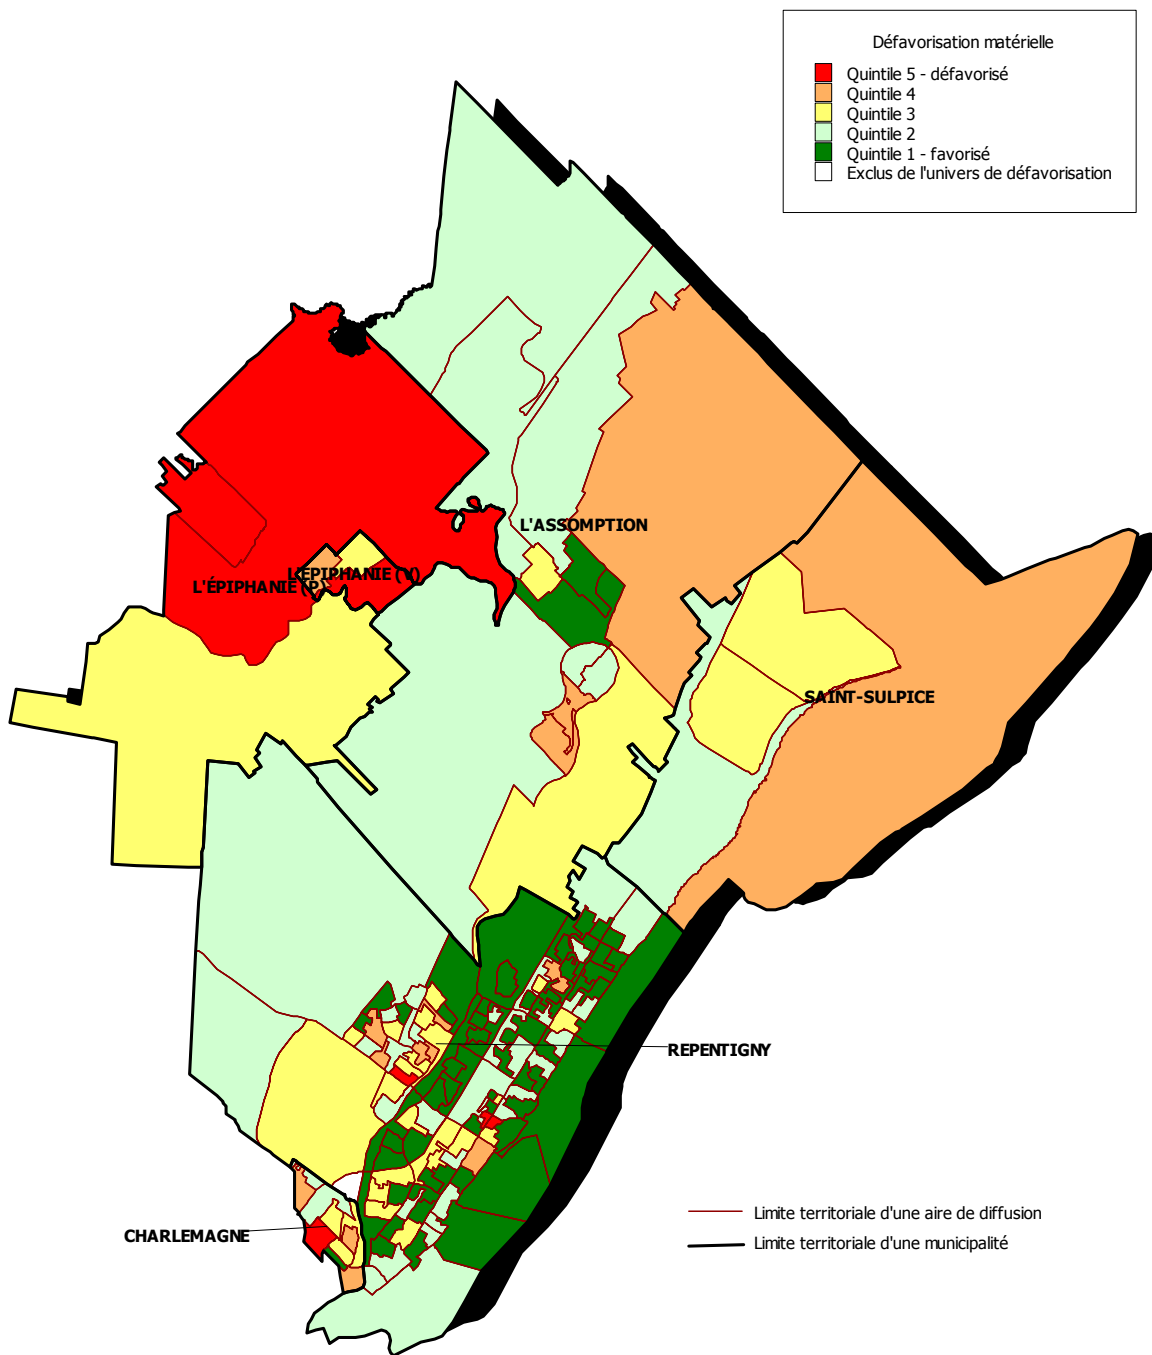 Défavorisation matérielle
Quintile 5 - défavorisé
Quintile 4
Quintile 3
Quintile 2
Quintile 1 - favorisé
Exclus de l'univers de défavorisation
L'ASSOMPTION
L'ÉPIPHANIE (V)
L'ÉPIPHANIE (P)
SAINT-SULPICE
REPENTIGNY
CHARLEMAGNE
Limite territoriale d'une aire de diffusion
Limite territoriale d'une municipalité